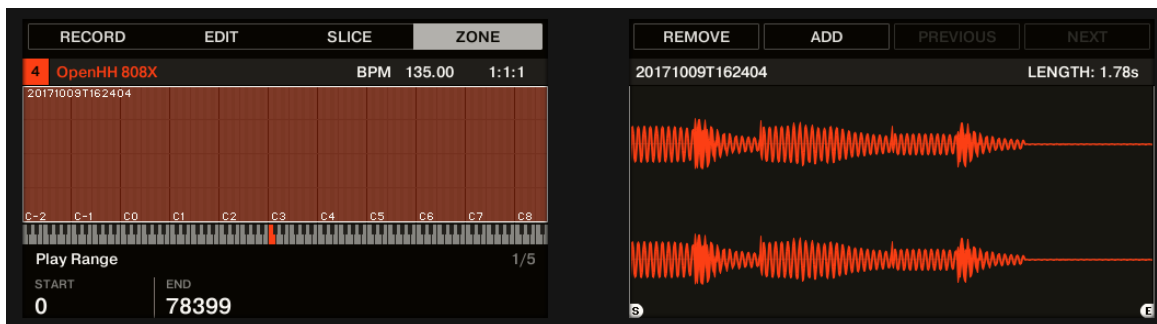 RECORD EDIT SLICE ZONE
4 OpenHH 808X BPM 135.00 1:1:1
20171009T162404
C-2 C-1 C0 C1 C2 C3 C4 C5 C6 C7 C8
Play Range 1/5
START END
0 78399
REMOVE ADD PREVIOUS NEXT
20171009T162404 LENGTH: 1.78s
S E